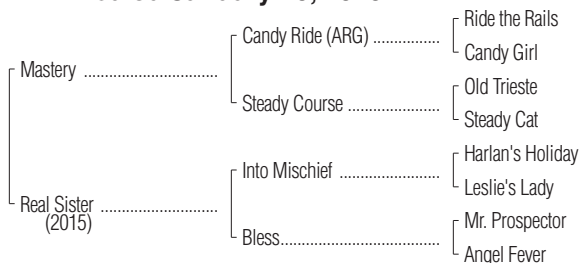 Ride the Rails
Candy Ride (ARG) ................
Candy Girl
Mastery ................................
Old Trieste
Steady Course ......................
Steady Cat
Harlan's Holiday
Into Mischief ........................
Leslie's Lady
Real Sister ............................
(2015)
Mr. Prospector
Bless......................................
Angel Fever